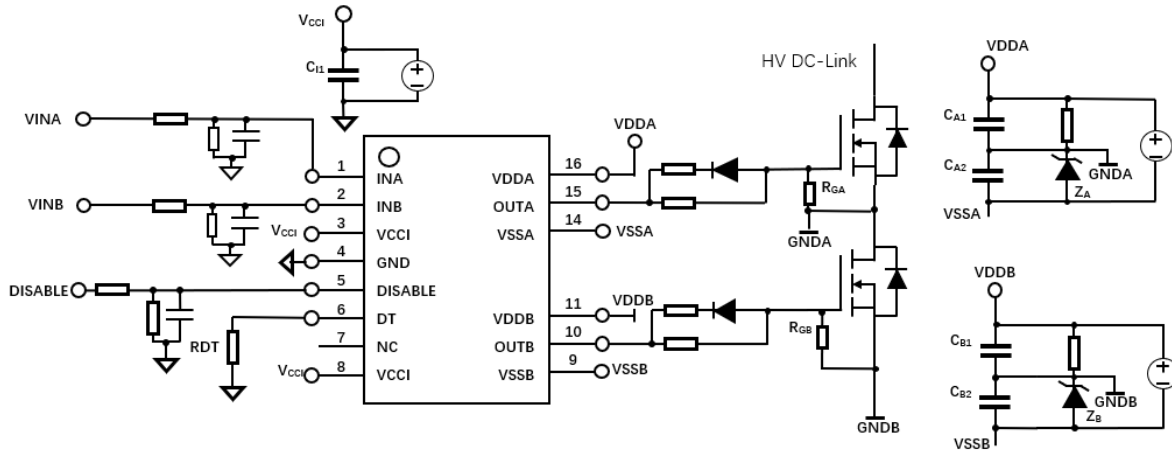 VCCI
CI1
HV DC-Link
VDDA
VINA
VDDA
CA1
1
INA
VDDA
16
GNDA
VINB
2
INB
OUTA
15
RGA
CA2
ZA
VCCI
3
VCCI
VSSA
14
VSSA
GNDA
VSSA
4
GND
DISABLE
5
DISABLE
VDDB
11
VDDB
VDDB
RDT
6
DT
OUTB
10
RGB
CB1
7
NC
VSSB
9
VSSB
GNDB
VCCI
8
VCCI
CB2
ZB
GNDB
VSSB